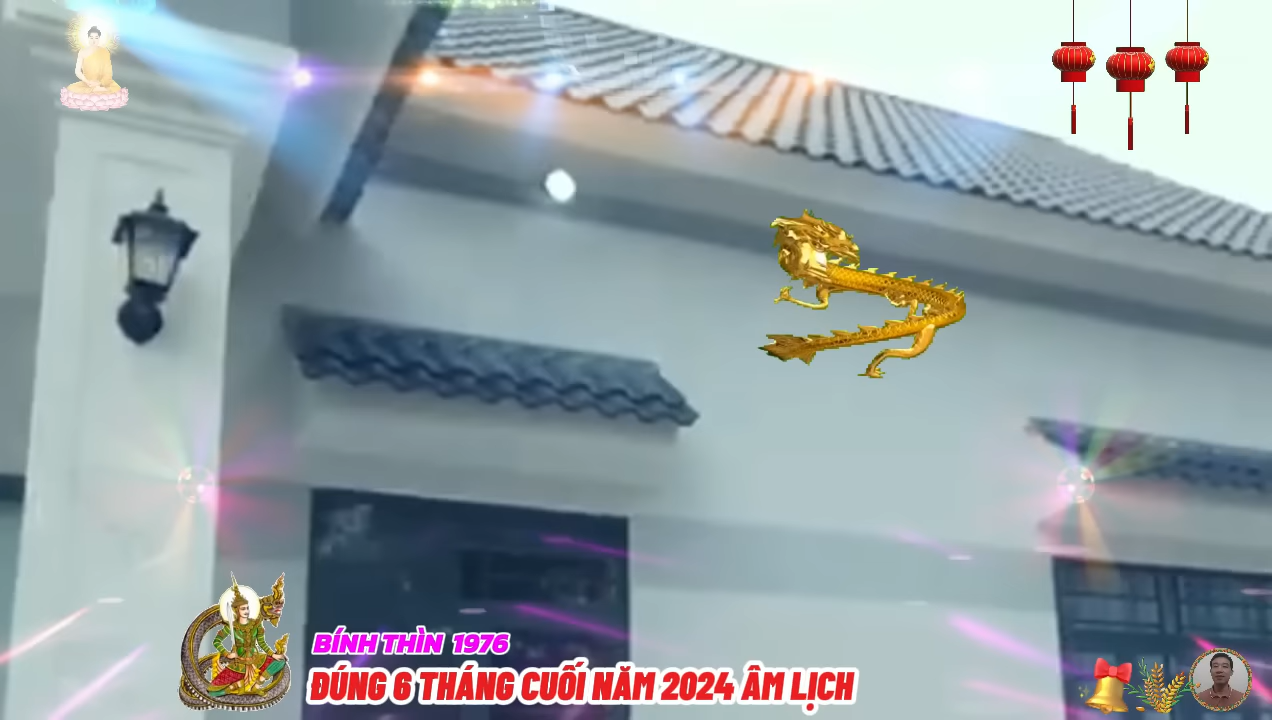 BÍNH THÌN 1976
ĐÚNG 6 THÁNG CUỐI NĂM 2024 ÂM LỊCH